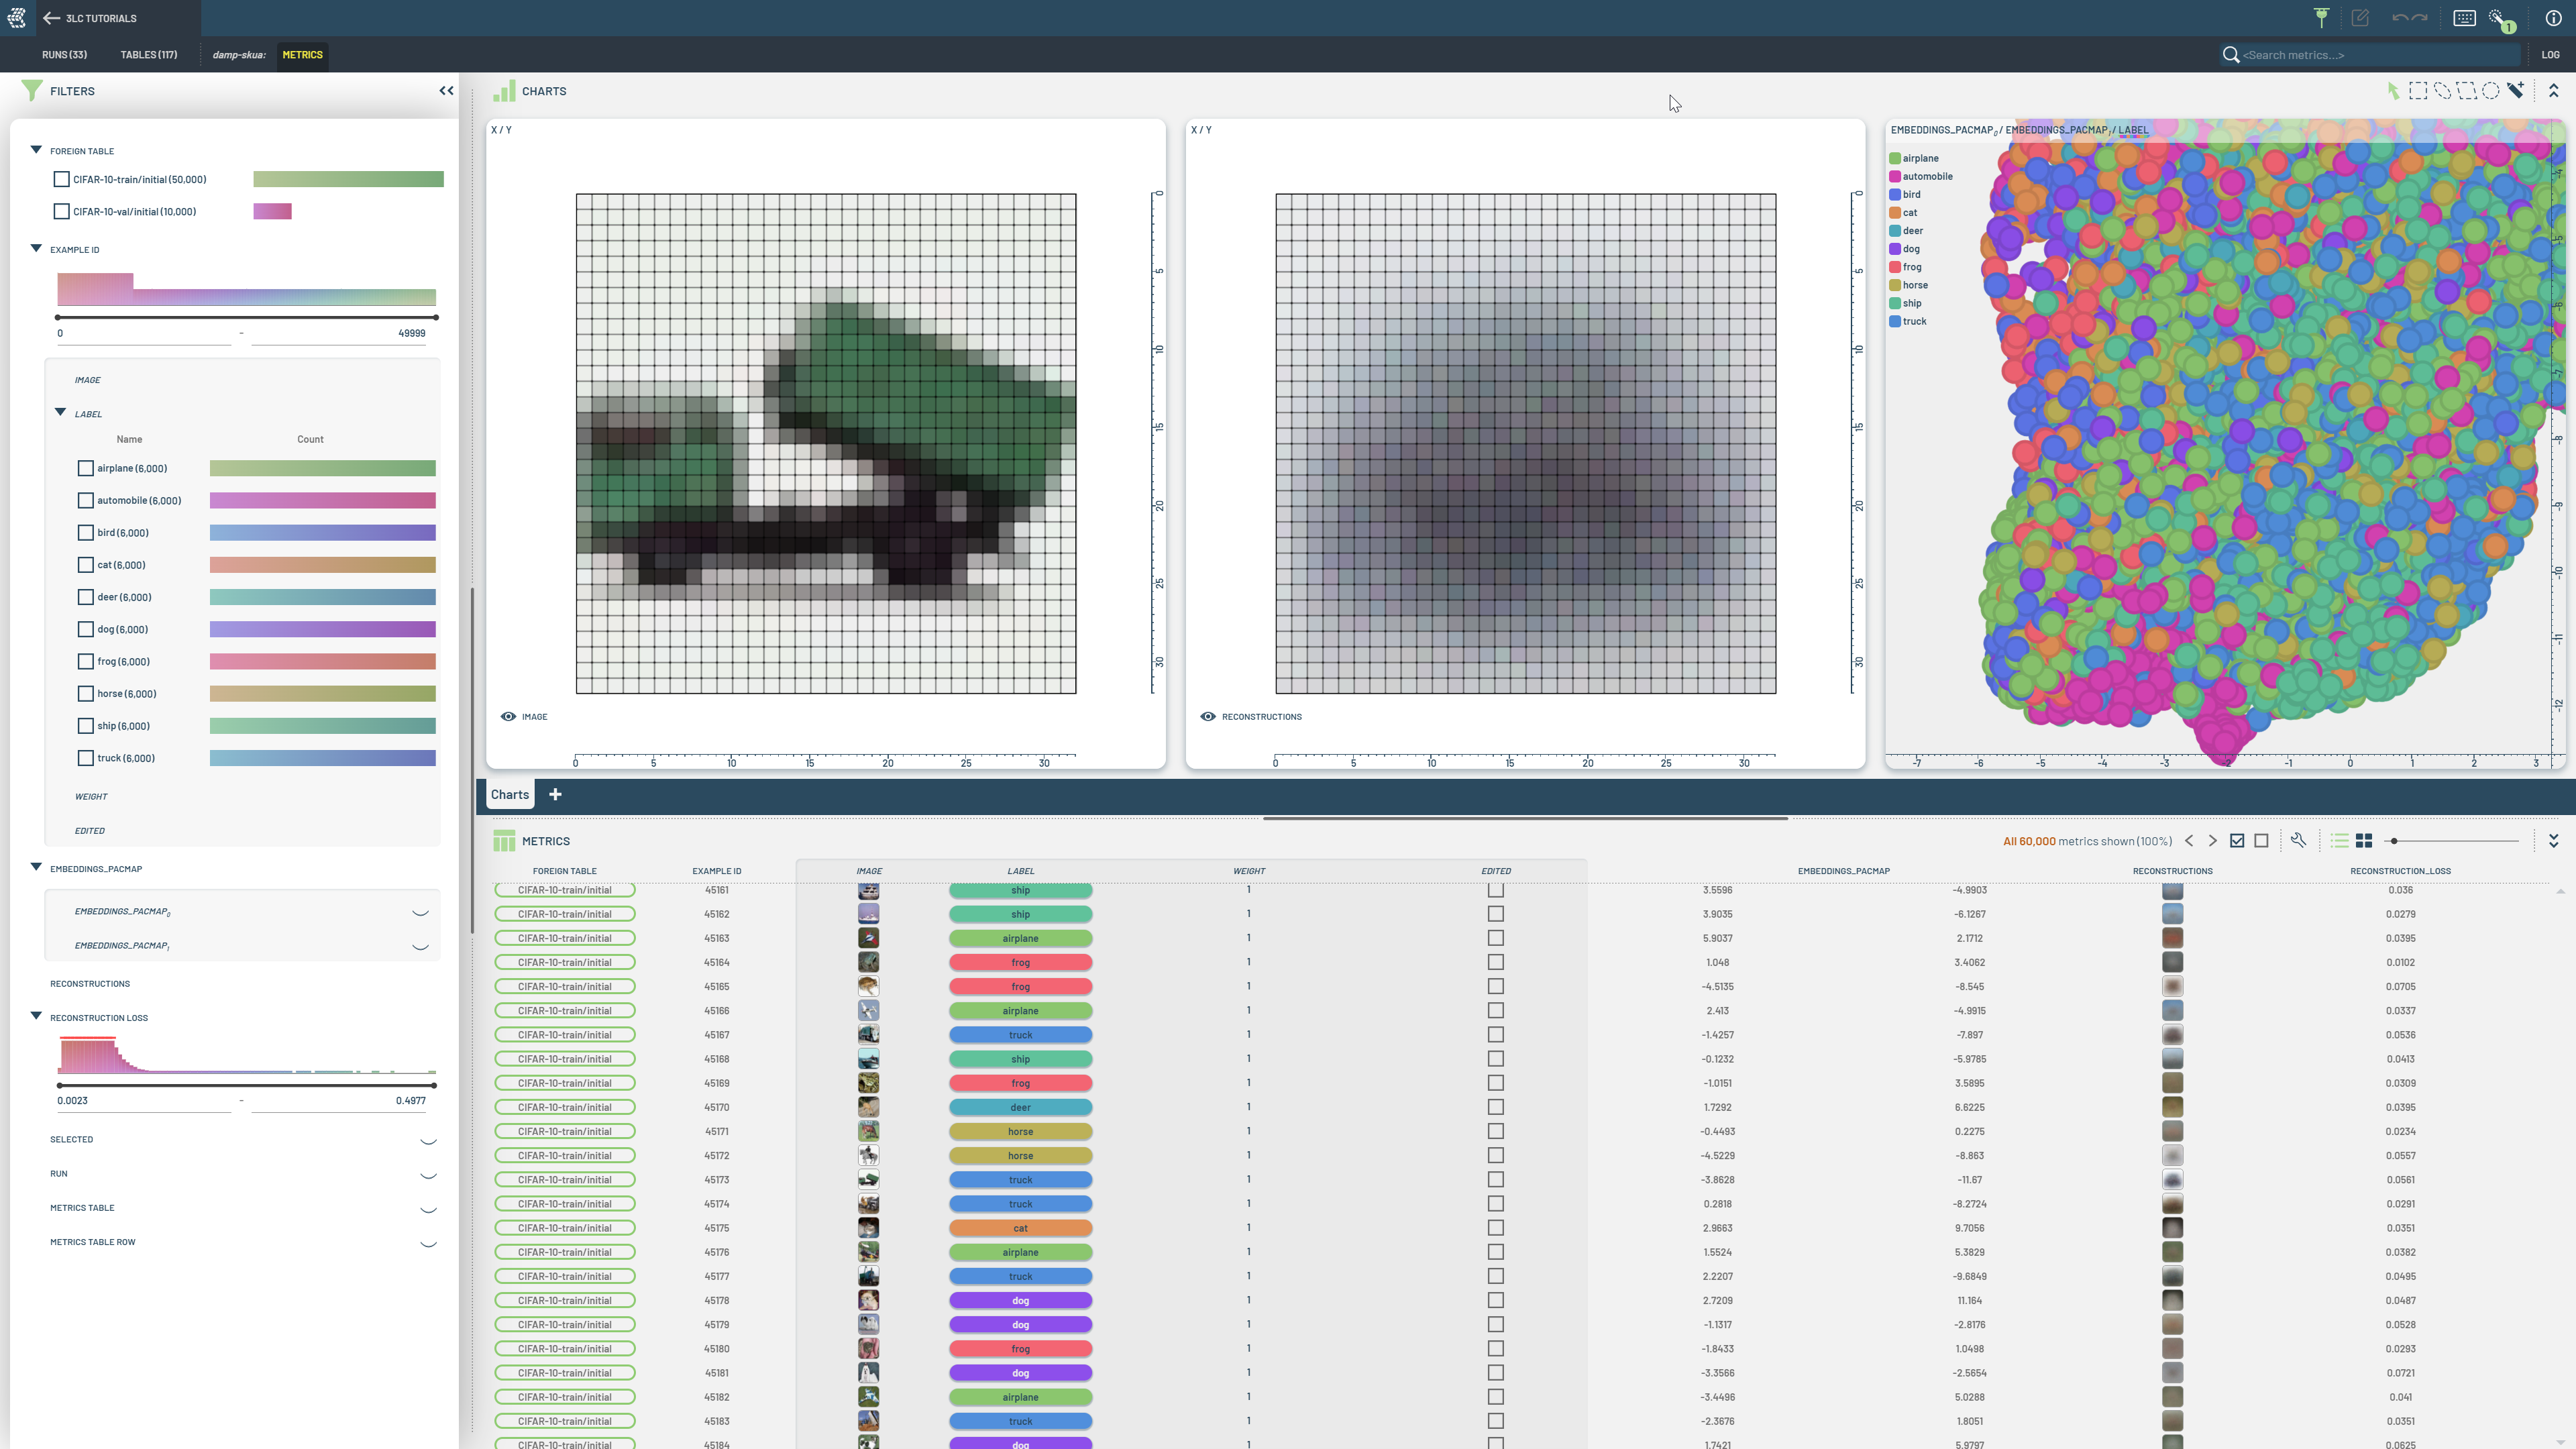 3LC TUTORIALS
1
RUNS (33) TABLES (117) damp-skua: METRICS <Search metrics...> LOG
FILTERS
FOREIGN TABLE
CIFAR-10-train/initial (50,000)
CIFAR-10-val/initial (10,000)
EXAMPLE ID
0 - 49999
IMAGE
LABEL
Name Count
airplane (6,000)
automobile (6,000)
bird (6,000)
cat (6,000)
deer (6,000)
dog (6,000)
frog (6,000)
horse (6,000)
ship (6,000)
truck (6,000)
WEIGHT
EDITED
EMBEDDINGS_PACMAP
EMBEDDINGS_PACMAP0
EMBEDDINGS_PACMAP1
RECONSTRUCTIONS
RECONSTRUCTION LOSS
0.0023 - 0.4977
SELECTED
RUN
METRICS TABLE
METRICS TABLE ROW
CHARTS
X / Y
0
5
10
15
20
25
30
IMAGE
0 5 10 15 20 25 30
X / Y
0
5
10
15
20
25
30
RECONSTRUCTIONS
0 5 10 15 20 25 30
EMBEDDINGS_PACMAP0 / EMBEDDINGS_PACMAP1 / LABEL
airplane
automobile
bird
cat
deer
dog
frog
horse
ship
truck
-4
-5
-6
-7
-8
-9
-10
-11
-12
-7 -6 -5 -4 -3 -2 -1 0 1 2 3
Charts +
METRICS All 60,000 metrics shown (100%)
FOREIGN TABLE EXAMPLE ID IMAGE LABEL WEIGHT EDITED EMBEDDINGS_PACMAP RECONSTRUCTIONS RECONSTRUCTION_LOSS
CIFAR-10-train/initial 45161 ship 1 3.5596 -4.9903 0.036
CIFAR-10-train/initial 45162 ship 1 3.9035 -6.1267 0.0279
CIFAR-10-train/initial 45163 airplane 1 5.9037 2.1712 0.0395
CIFAR-10-train/initial 45164 frog 1 1.048 3.4062 0.0102
CIFAR-10-train/initial 45165 frog 1 -4.5135 -8.545 0.0705
CIFAR-10-train/initial 45166 airplane 1 2.413 -4.9915 0.0337
CIFAR-10-train/initial 45167 truck 1 -1.4257 -7.897 0.0536
CIFAR-10-train/initial 45168 ship 1 -0.1232 -5.9785 0.0413
CIFAR-10-train/initial 45169 frog 1 -1.0151 3.5895 0.0309
CIFAR-10-train/initial 45170 deer 1 1.7292 6.6225 0.0395
CIFAR-10-train/initial 45171 horse 1 -0.4493 0.2275 0.0234
CIFAR-10-train/initial 45172 horse 1 -4.5229 -8.863 0.0557
CIFAR-10-train/initial 45173 truck 1 -3.8628 -11.67 0.0561
CIFAR-10-train/initial 45174 truck 1 0.2818 -8.2724 0.0291
CIFAR-10-train/initial 45175 cat 1 2.9663 9.7056 0.0351
CIFAR-10-train/initial 45176 airplane 1 1.5524 5.3829 0.0382
CIFAR-10-train/initial 45177 truck 1 2.2207 -9.6849 0.0495
CIFAR-10-train/initial 45178 dog 1 2.7209 11.164 0.0487
CIFAR-10-train/initial 45179 dog 1 -1.1317 -2.8176 0.0528
CIFAR-10-train/initial 45180 frog 1 -1.8433 1.0498 0.0293
CIFAR-10-train/initial 45181 dog 1 -3.3566 -2.5654 0.0721
CIFAR-10-train/initial 45182 airplane 1 -3.4496 5.0288 0.041
CIFAR-10-train/initial 45183 truck 1 -2.3676 1.8051 0.0351
CIFAR-10-train/initial 45184 dog 1 1.7421 5.9797 0.0625